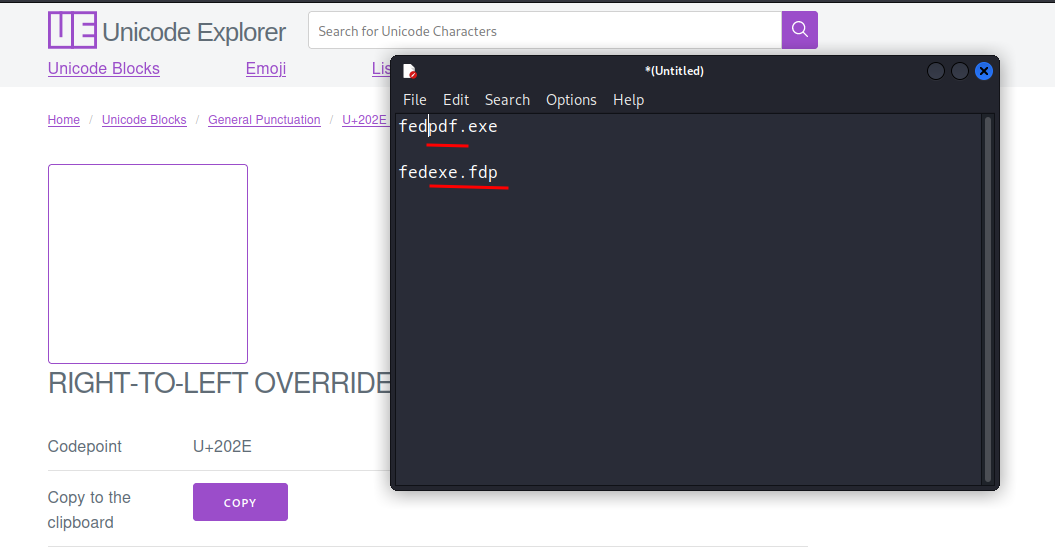 UE Unicode Explorer
Search for Unicode Characters
Unicode Blocks
Emoji
Lis
*(Untitled)
File Edit Search Options Help
Home / Unicode Blocks / General Punctuation / U+202E
fedpdf.exe
fedexe.fdp
RIGHT-TO-LEFT OVERRIDE
Codepoint U+202E
Copy to the
clipboard
COPY